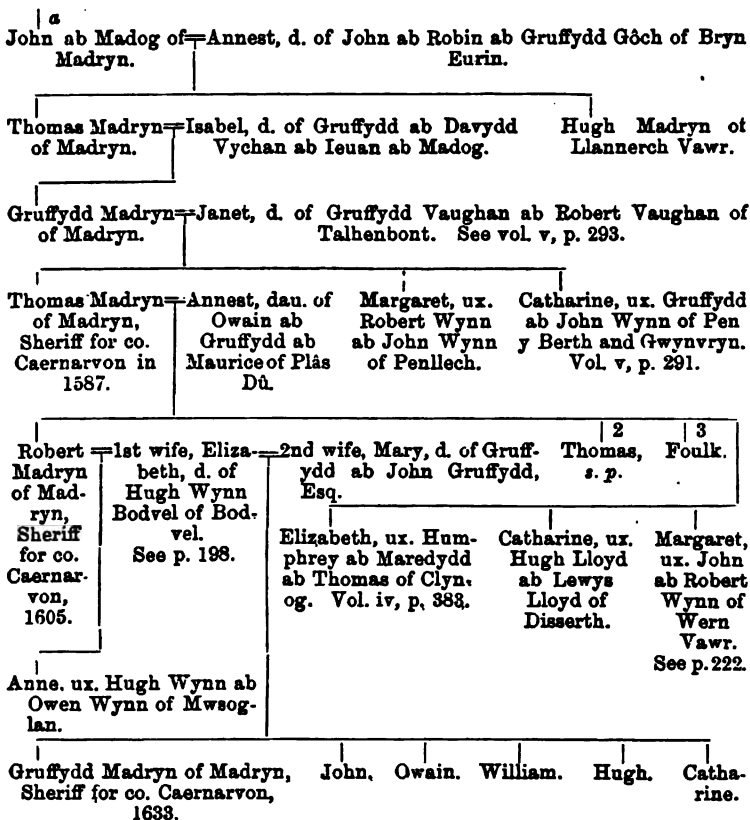 a
John ab Madog of Madryn.
Annest, d. of John ab Robin ab Gruffydd Gôch of Bryn Eurin.
Thomas Madryn of Madryn.
Isabel, d. of Gruffydd ab Davydd Vychan ab Ieuan ab Madog.
Hugh Madryn of Llannerch Vawr.
Gruffydd Madryn of Madryn.
Janet, d. of Gruffydd Vaughan ab Robert Vaughan of Talhenbont. See vol. v, p. 293.
Thomas Madryn of Madryn, Sheriff for co. Caernarvon in 1587.
Annest, dau. of Owain ab Gruffydd ab Maurice of Plâs Dû.
Margaret, ux. Robert Wynn ab John Wynn of Penllech.
Catharine, ux. Gruffydd ab John Wynn of Pen y Berth and Gwynvryn. Vol. v, p. 291.
Robert Madryn of Mad-ryn, Sheriff for co. Caernar-von, 1605.
1st wife, Eliza-beth, d. of Hugh Wynn Bodvel of Bod-vel. See p. 198.
2nd wife, Mary, d. of Gruff-ydd ab John Gruffydd, Esq.
2
Thomas, s. p.
3
Foulk.
Elizabeth, ux. Hum-phrey ab Maredydd ab Thomas of Clyn-og. Vol. iv, p. 383.
Catharine, ux. Hugh Lloyd ab Lewys Lloyd of Disserth.
Margaret, ux. John ab Robert Wynn of Wern Vawr. See p. 222.
Anne. ux. Hugh Wynn ab Owen Wynn of Mwsog-lan.
Gruffydd Madryn of Madryn, Sheriff for co. Caernarvon, 1633.
John.
Owain.
William.
Hugh.
Catha-rine.